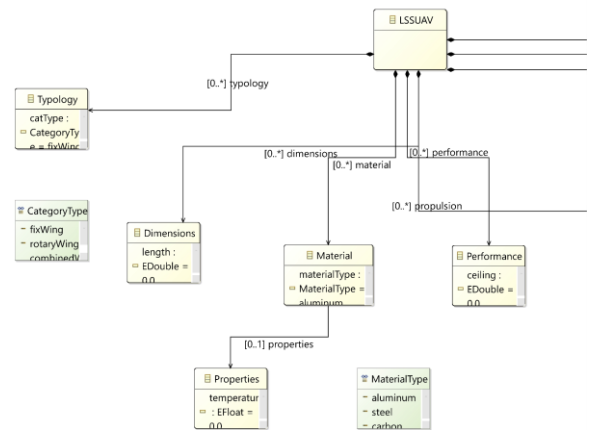 LSSUAV
[0..*] typology
Typology
catType :
CategoryTy
e = fixWing
[0..*] dimensions
[0..*] performance
[0..*] material
[0..*] propulsion
CategoryType
fixWing
rotaryWing
Dimensions
length :
EDouble =
0.0
Material
materialType :
MaterialType =
aluminum
Performance
ceiling :
EDouble =
0.0
[0..1] properties
Properties
temperatur
: EFloat =
0.0
MaterialType
aluminum
steel
carbon